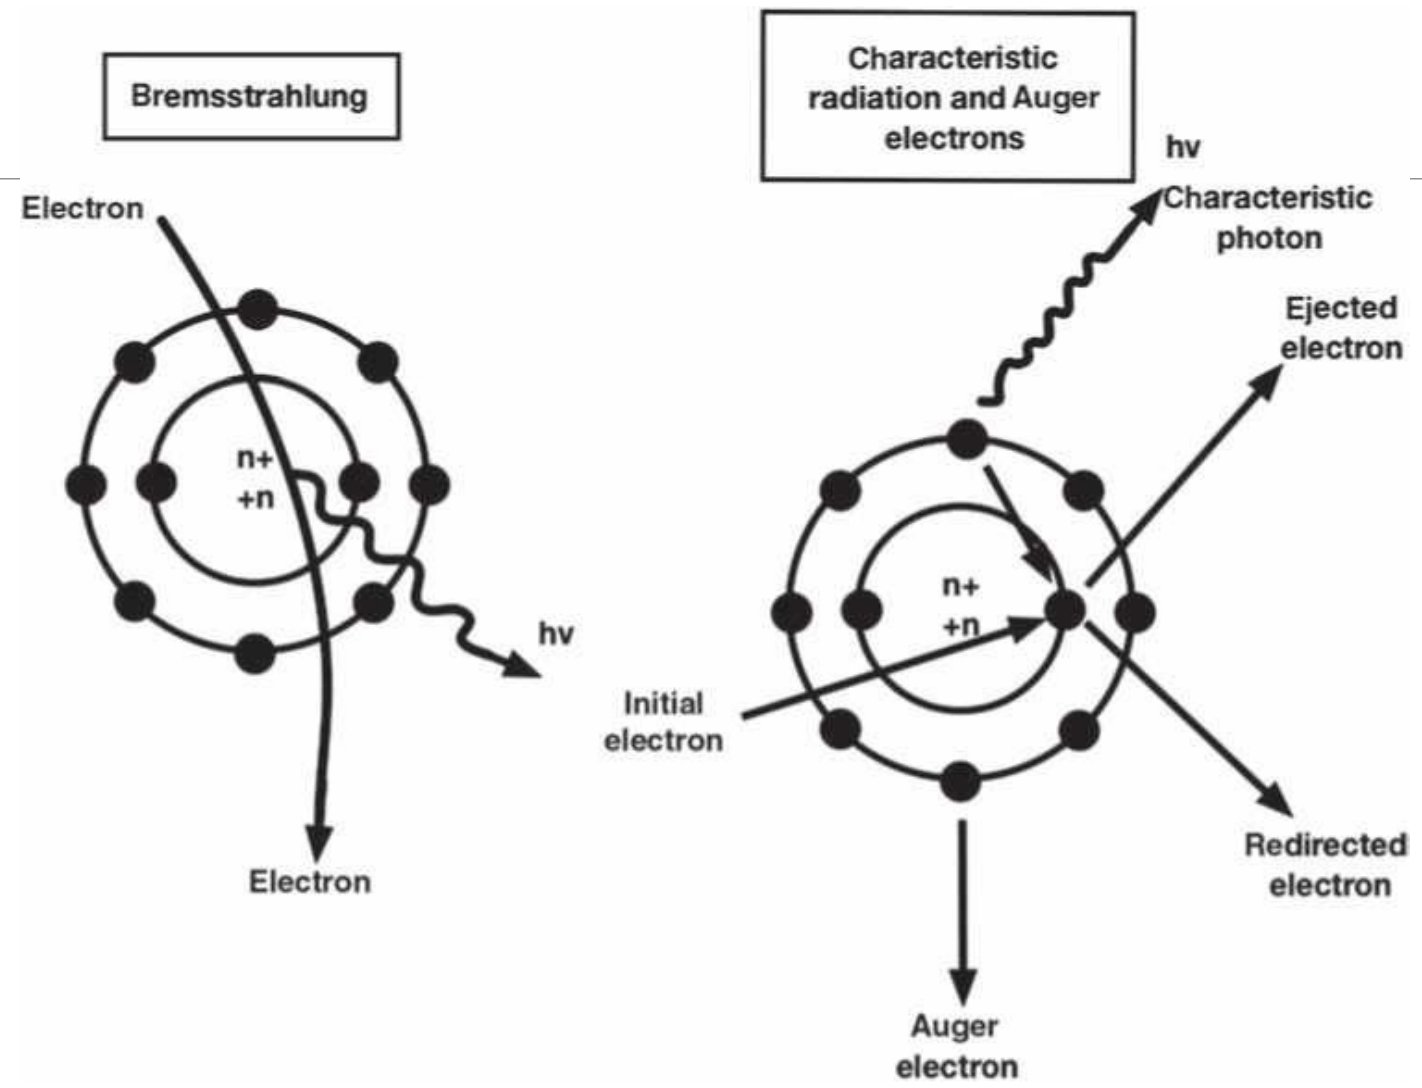 Bremsstrahlung
Electron
n+
+n
hv
Electron
Characteristic
radiation and Auger
electrons
hv
Characteristic
photon
Ejected
electron
n+
+n
Initial
electron
Redirected
electron
Auger
electron